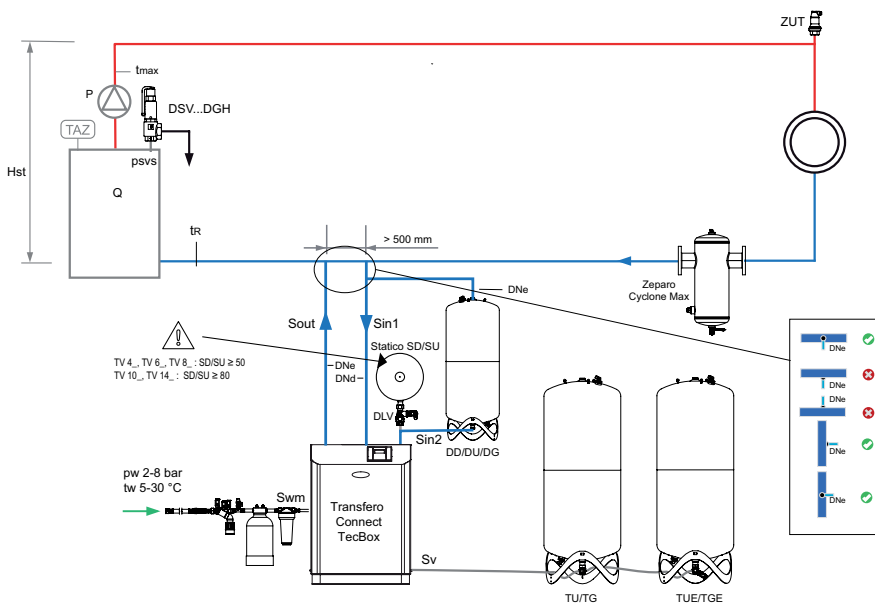 ZUT
tmax
P
DSV...DGH
TAZ
psvs
Hst
Q
tR
> 500 mm
DNe
Zeparo
Cyclone Max
Sout
Sin1
Statico SD/SU
TV 4_, TV 6_, TV 8_ : SD/SU ≥ 50
TV 10_, TV 14_ : SD/SU ≥ 80
DNe
DNd
DLV
Sin2
DD/DU/DG
DNe
DNe
DNe
DNe
DNe
pw 2-8 bar
tw 5-30 °C
Swm
Transfero
Connect
TecBox
Sv
TU/TG
TUE/TGE